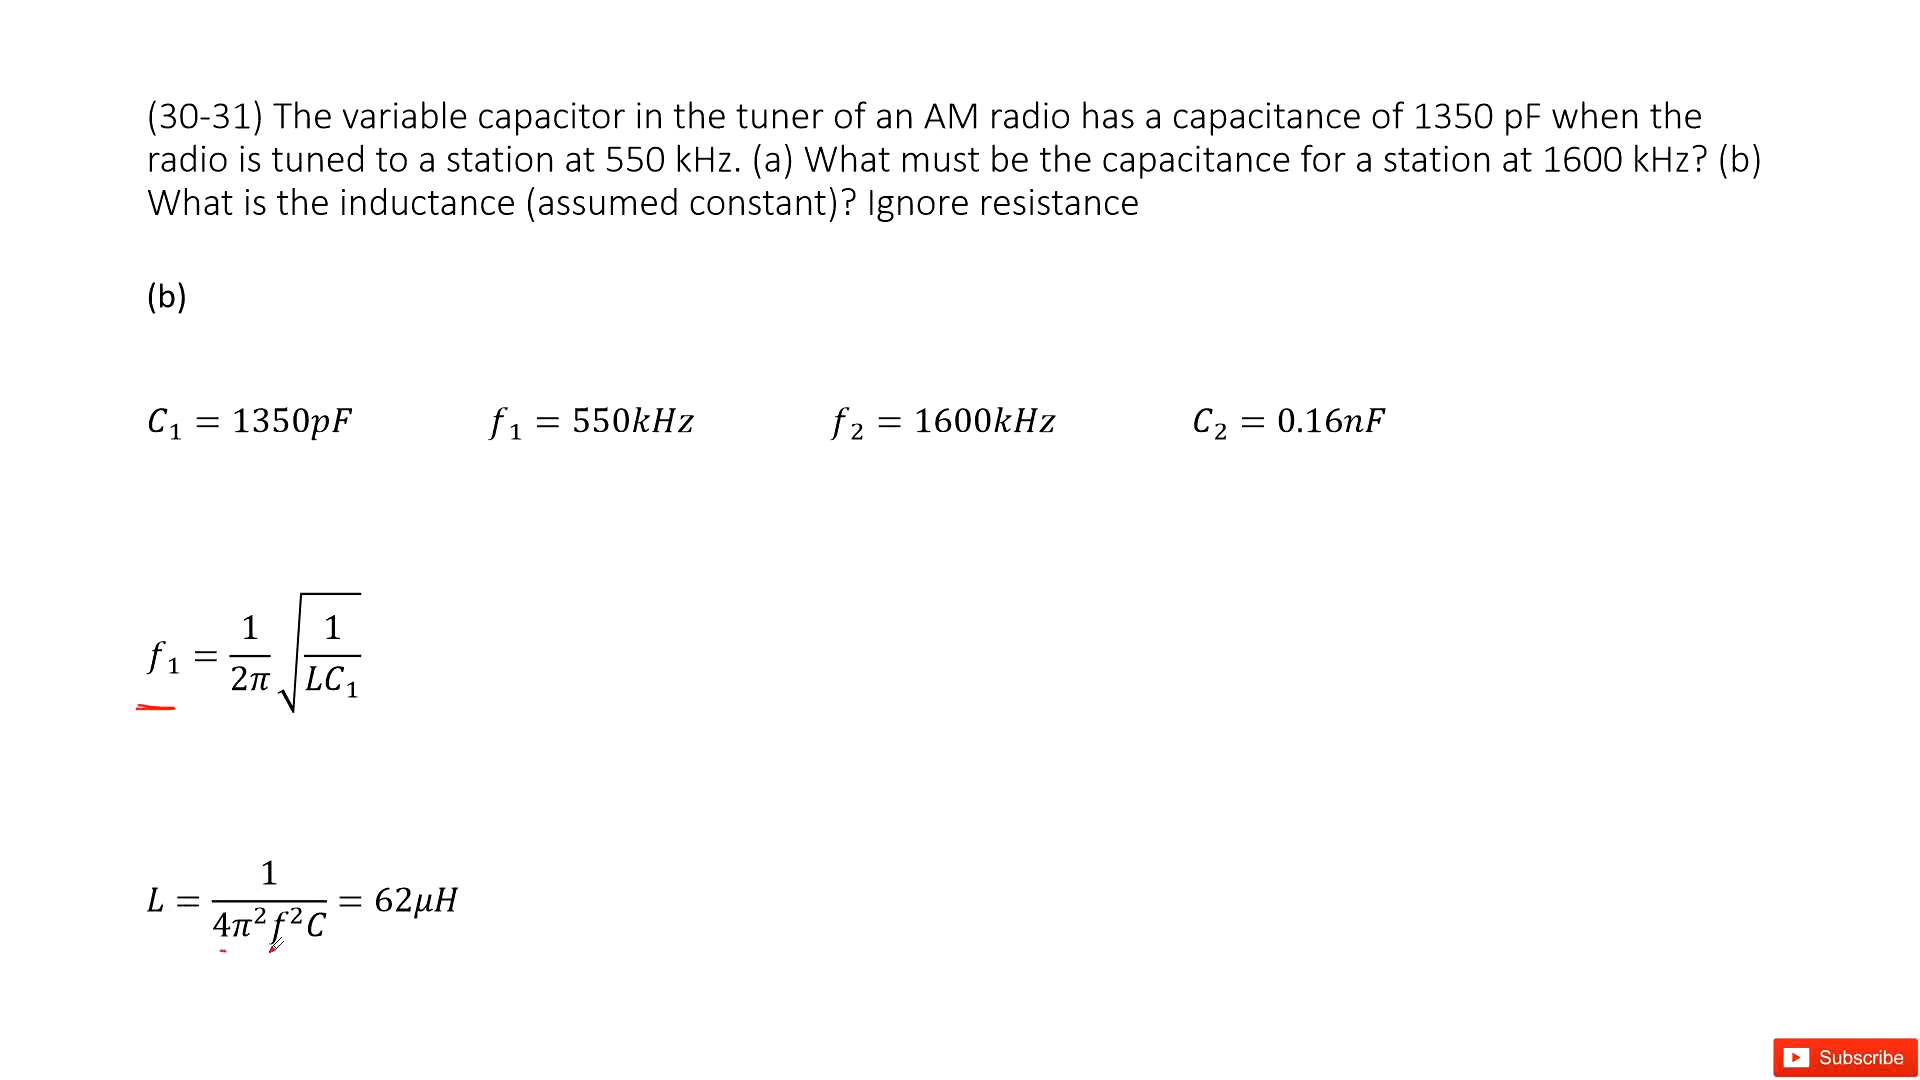 (30-31) The variable capacitor in the tuner of an AM radio has a capacitance of 1350 pF when the
radio is tuned to a station at 550 kHz. (a) What must be the capacitance for a station at 1600 kHz? (b)
What is the inductance (assumed constant)? Ignore resistance
(b)
C₁ = 1350pF f₁ = 550kHz f₂ = 1600kHz C₂ = 0.16nF
f₁ = 1/2π √(1/LC₁)
L = 1/4π²f²C = 62μH
Subscribe